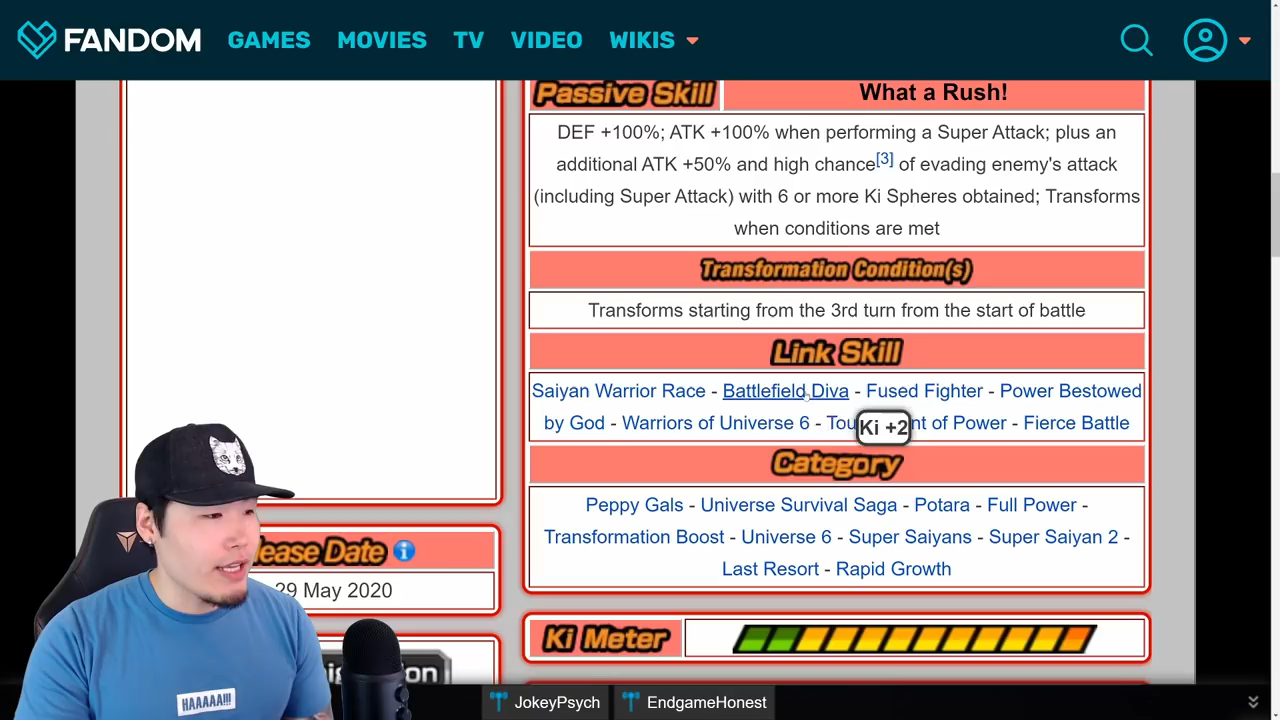 FANDOM GAMES MOVIES TV VIDEO WIKIS
Passive Skill What a Rush!
DEF +100%; ATK +100% when performing a Super Attack; plus an
additional ATK +50% and high chance[3] of evading enemy's attack
(including Super Attack) with 6 or more Ki Spheres obtained; Transforms
when conditions are met
Transformation Condition(s)
Transforms starting from the 3rd turn from the start of battle
Link Skill
Saiyan Warrior Race - Battlefield Diva - Fused Fighter - Power Bestowed
by God - Warriors of Universe 6 - Tou nt of Power - Fierce Battle
Ki +2
Category
Peppy Gals - Universe Survival Saga - Potara - Full Power -
Transformation Boost - Universe 6 - Super Saiyans - Super Saiyan 2 -
Last Resort - Rapid Growth
Ki Meter
ease Date
29 May 2020
on
HAAAAA!!!
JokeyPsych EndgameHonest